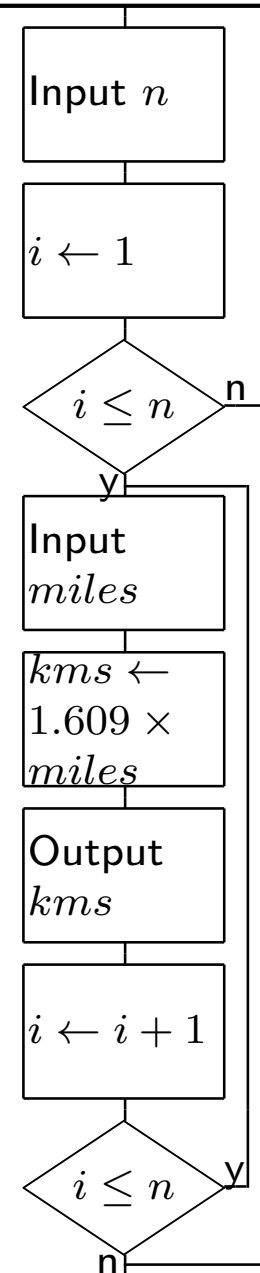 Input n
i ← 1
i ≤ n
n
y
Input
miles
kms ←
1.609 ×
miles
Output
kms
i ← i + 1
i ≤ n
y
n